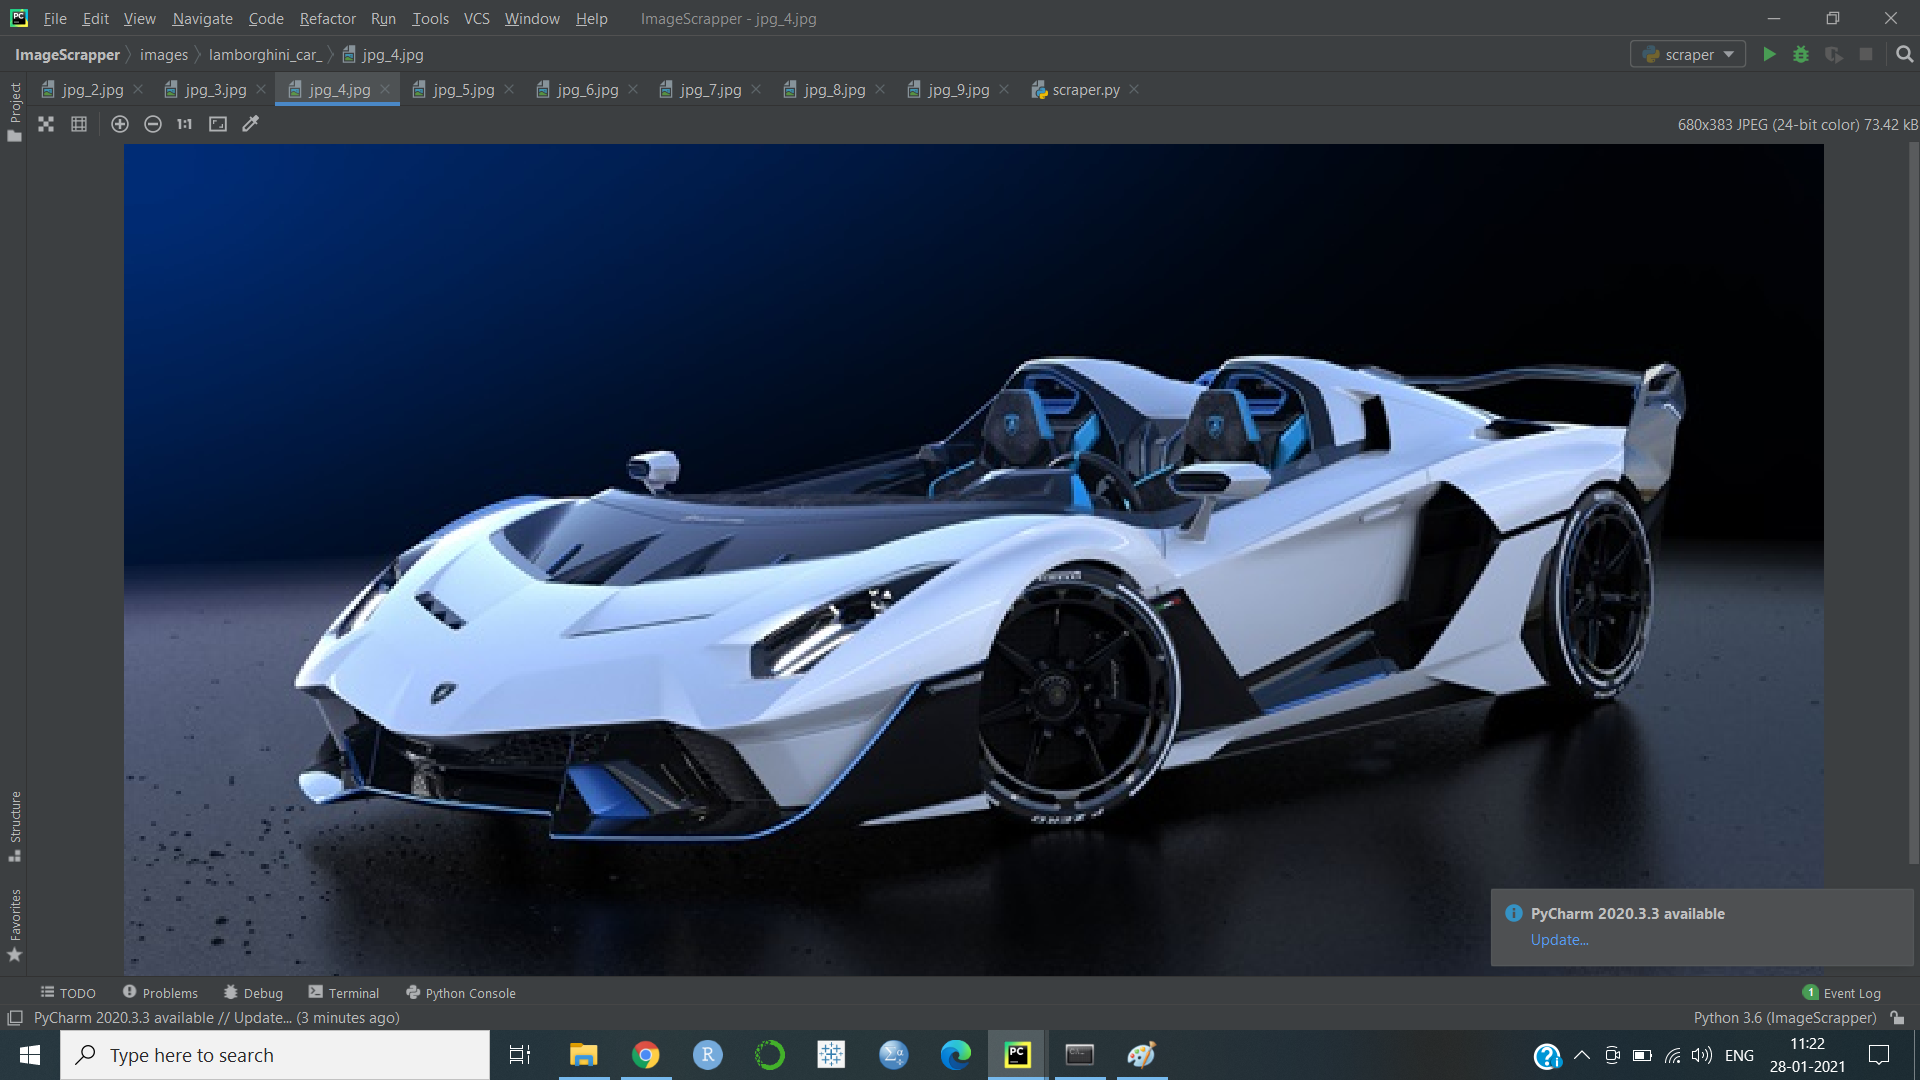 File Edit View Navigate Code Refactor Run Tools VCS Window Help ImageScrapper - jpg_4.jpg
ImageScrapper images lamborghini_car_ jpg_4.jpg scraper
jpg_2.jpg jpg_3.jpg jpg_4.jpg jpg_5.jpg jpg_6.jpg jpg_7.jpg jpg_8.jpg jpg_9.jpg scraper.py
1:1 680x383 JPEG (24-bit color) 73.42 kB
Project
Structure
Favorites
PyCharm 2020.3.3 available
Update...
TODO Problems Debug Terminal Python Console 1 Event Log
PyCharm 2020.3.3 available // Update... (3 minutes ago) Python 3.6 (ImageScrapper)
Type here to search ENG 11:22
28-01-2021